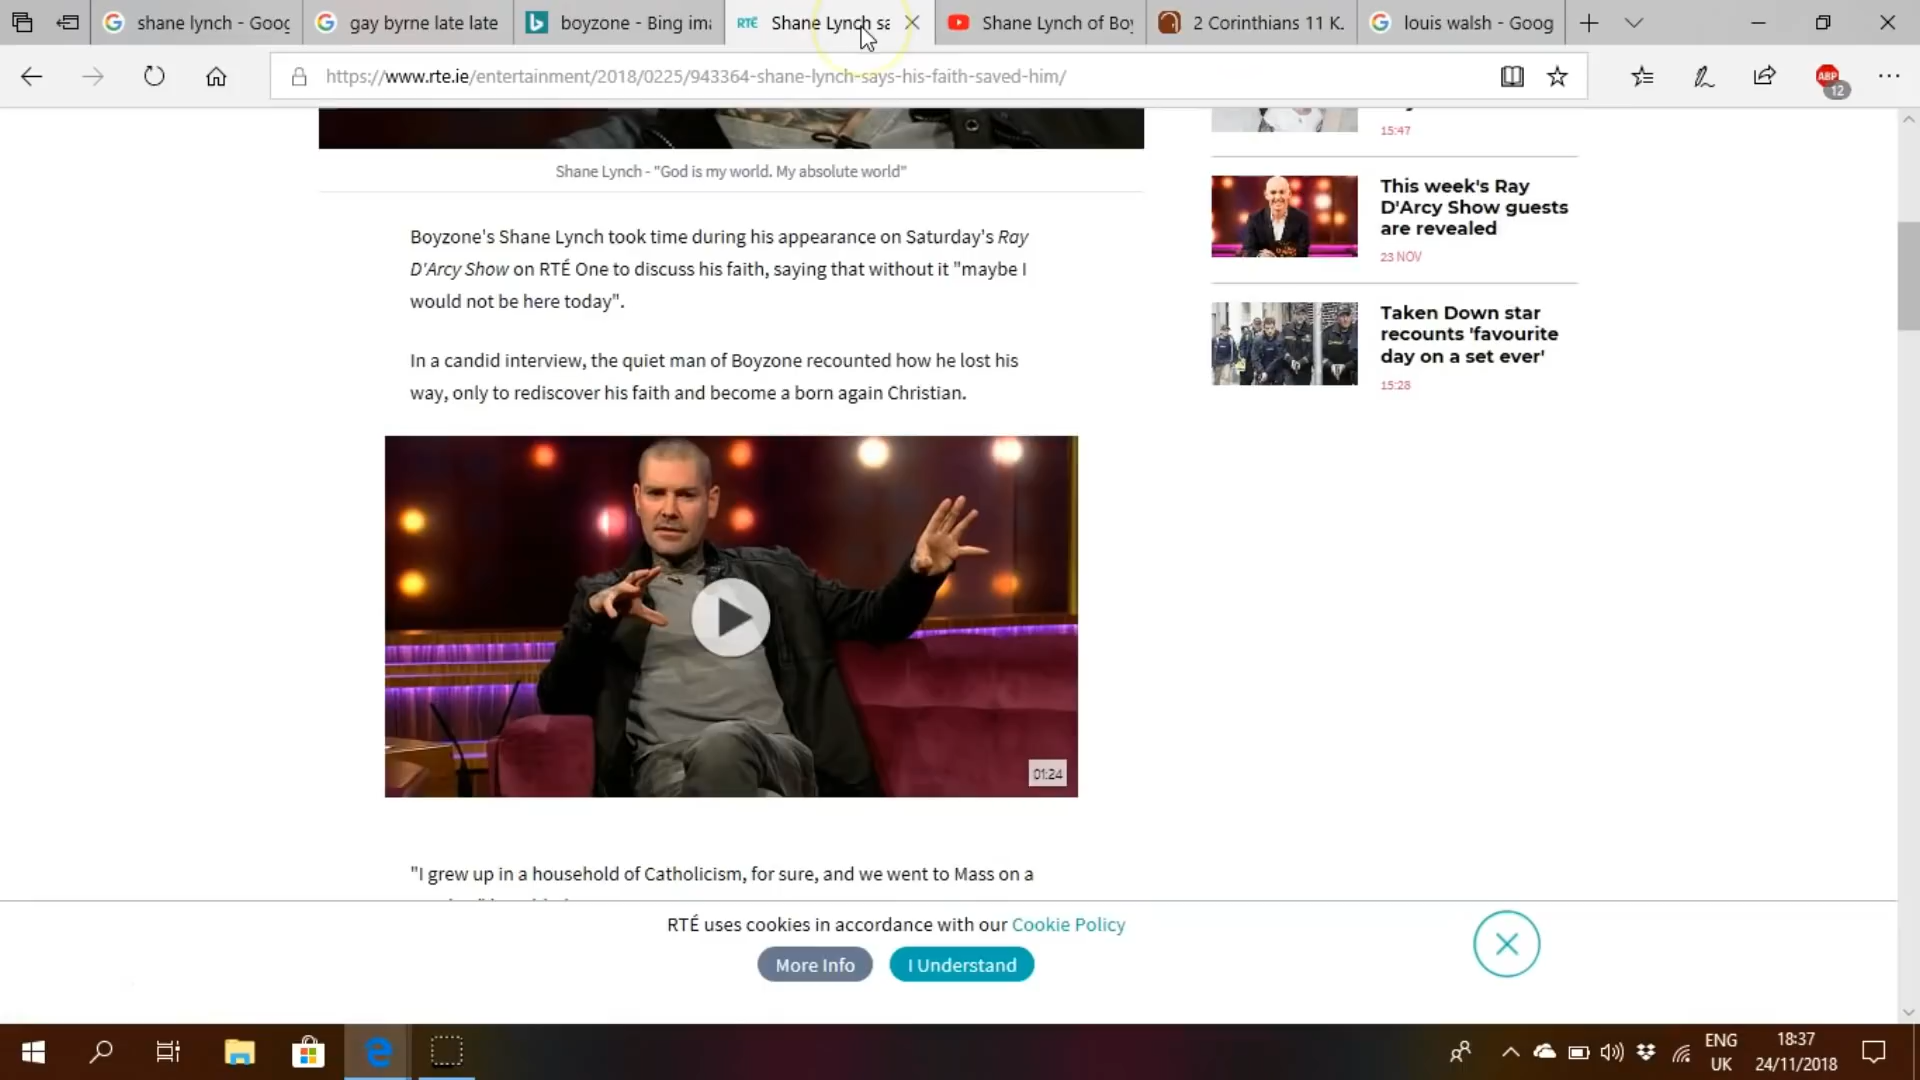 shane lynch - Goog
gay byrne late late
boyzone - Bing ima
RTÉ Shane Lynch sa
Shane Lynch of Boy
2 Corinthians 11 K.
louis walsh - Goog
https://www.rte.ie/entertainment/2018/0225/943364-shane-lynch-says-his-faith-saved-him/
ABP
12
Shane Lynch - "God is my world. My absolute world"
Boyzone's Shane Lynch took time during his appearance on Saturday's Ray
D'Arcy Show on RTÉ One to discuss his faith, saying that without it "maybe I
would not be here today".
In a candid interview, the quiet man of Boyzone recounted how he lost his
way, only to rediscover his faith and become a born again Christian.
01:24
"I grew up in a household of Catholicism, for sure, and we went to Mass on a
15:47
This week's Ray
D'Arcy Show guests
are revealed
23 NOV
Taken Down star
recounts 'favourite
day on a set ever'
15:28
RTÉ uses cookies in accordance with our Cookie Policy
More Info
I Understand
ENG
UK
18:37
24/11/2018